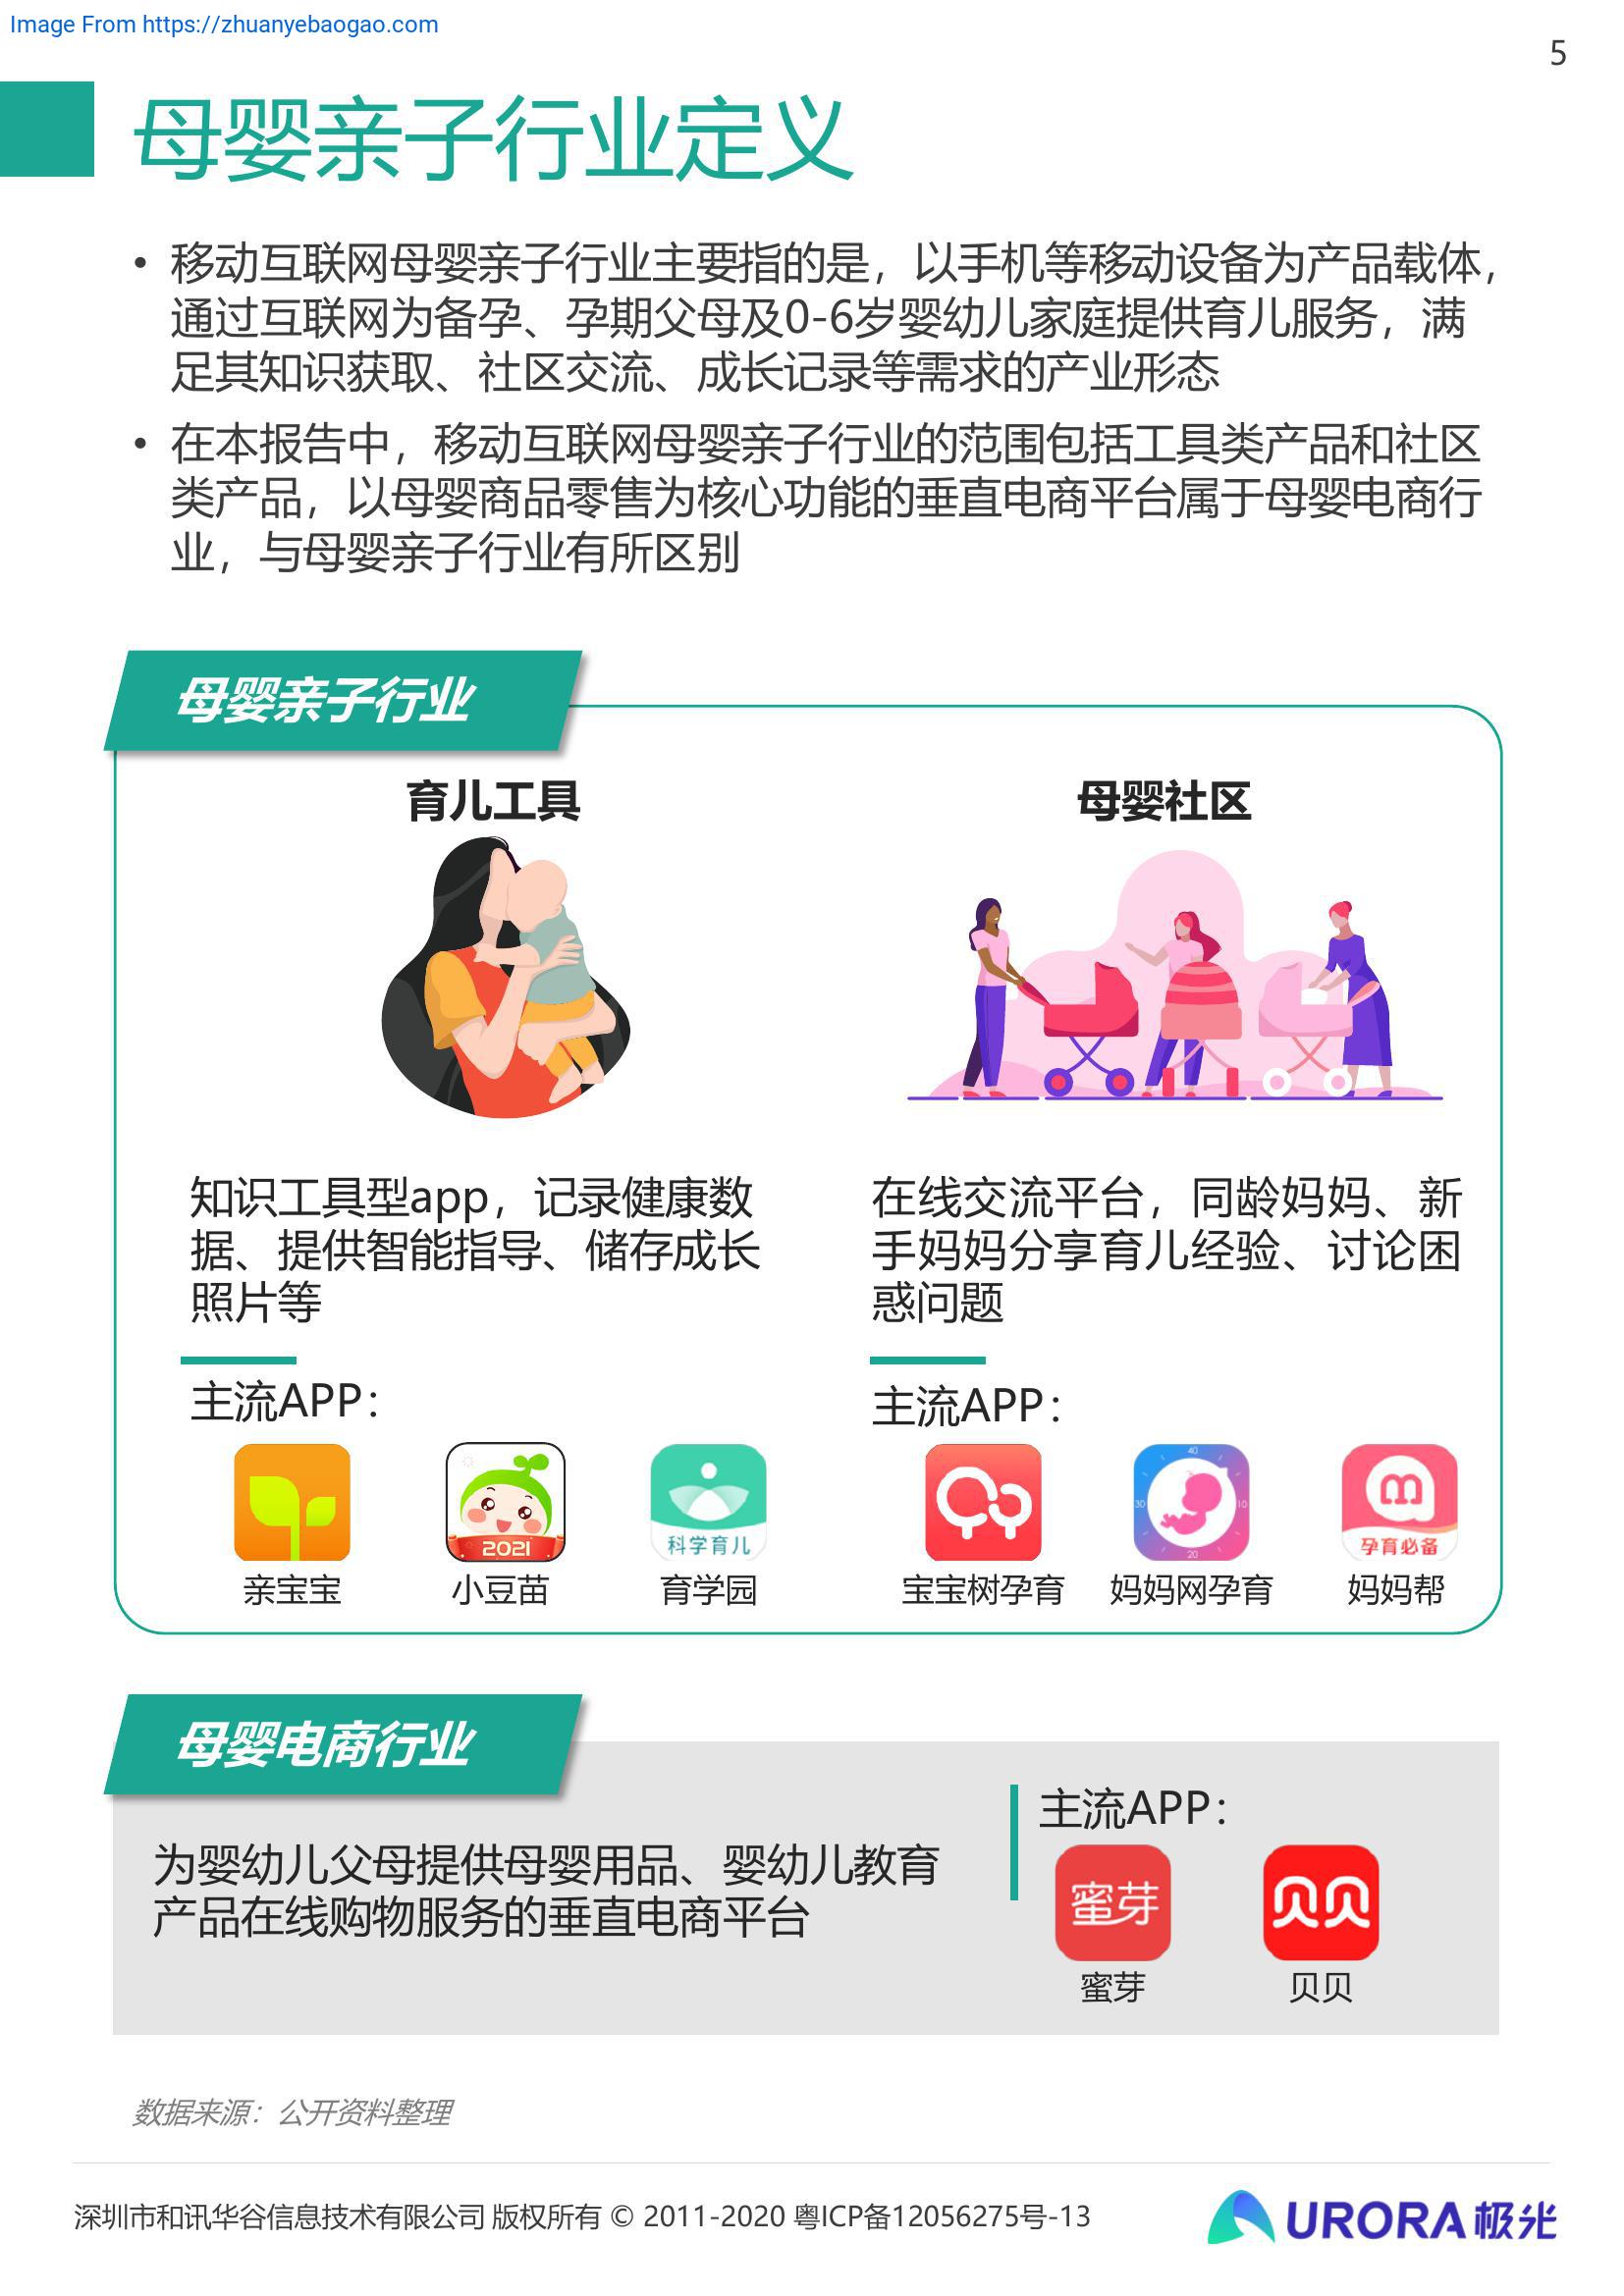 Image From https://zhuanyebaogao.com
5
母婴亲子行业定义
• 移动互联网母婴亲子行业主要指的是，以手机等移动设备为产品载体，
通过互联网为备孕、孕期父母及0-6岁婴幼儿家庭提供育儿服务，满
足其知识获取、社区交流、成长记录等需求的产业形态
• 在本报告中，移动互联网母婴亲子行业的范围包括工具类产品和社区
类产品，以母婴商品零售为核心功能的垂直电商平台属于母婴电商行
业，与母婴亲子行业有所区别
母婴亲子行业
育儿工具
知识工具型app，记录健康数
据、提供智能指导、储存成长
照片等
主流APP：
2021
科学育儿
亲宝宝
小豆苗
育学园
母婴社区
在线交流平台，同龄妈妈、新
手妈妈分享育儿经验、讨论困
惑问题
主流APP：
40
30
10
20
孕育必备
宝宝树孕育
妈妈网孕育
妈妈帮
母婴电商行业
为婴幼儿父母提供母婴用品、婴幼儿教育
产品在线购物服务的垂直电商平台
主流APP：
蜜芽
贝贝
蜜芽
贝贝
数据来源：公开资料整理
深圳市和讯华谷信息技术有限公司 版权所有 © 2011-2020 粤ICP备12056275号-13
URORA极光